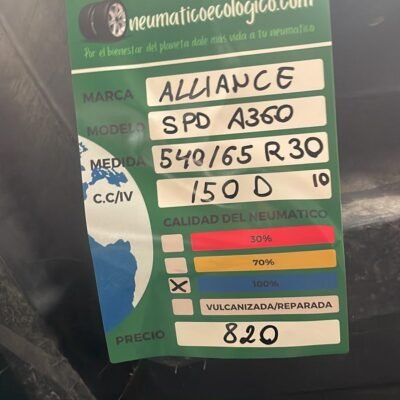 neumaticoecologico.com
Por el bienestar del planeta dale más vida a tu neumatico
MARCA ALLIANCE
MODELO SPD A360
MEDIDA 540/65 R30
C.C/IV 150 D 10
CALIDAD DEL NEUMATICO
30%
70%
100%
VULCANIZADA/REPARADA
PRECIO 820